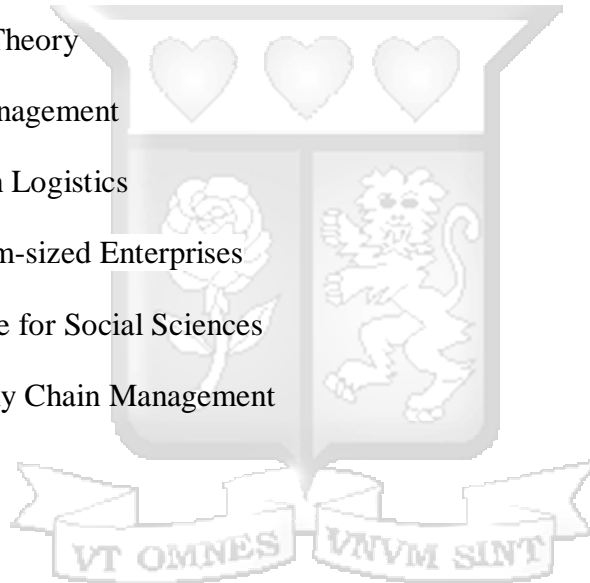 Theory
nagement
n Logistics
m-sized Enterprises
e for Social Sciences
y Chain Management
VT OMNES VNVM SINT